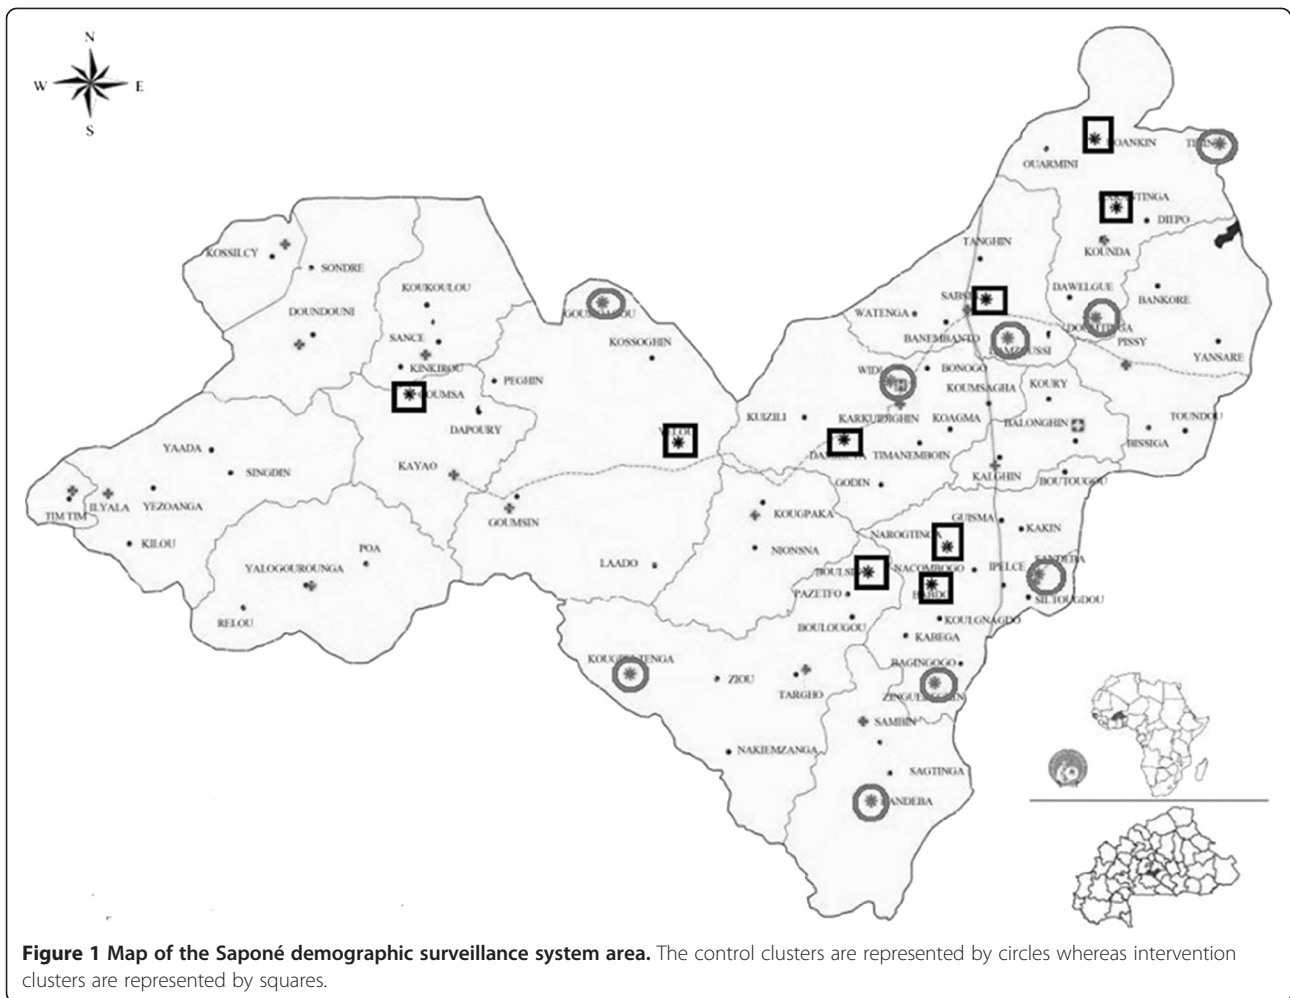 N
W E
S
OUARMINI
DIEPO
KOUNDA
TANGHIN
KOSSILCY
SONDRE
KOUKOULOU
DAWELGUE
BANKORE
DOUNDOUNI
WATENGA
SANCE
BANEMBANTO
PISSY
KOSSOGHIN
YANSARE
KINKIROU
PEGHIN
BONOGO
KOUMSAGHA
KOURY
KUIZILI
KARKUIDIGHIN
KOAGMA
BALONGHIN
TOUNDOU
DAPOURY
BISSIGA
YAADA
TIMANEMBOIN
KAYAO
SINGDIN
GODIN
KALGHIN
BOUTOUGOU
TIM TIM
ILYALA
YEZOANGA
GOUMSIN
KOUGPAKA
GUISMA
KAKIN
NAROGTINGA
KILOU
POA
NIONSNA
LAADO
NACOMBOGO
IPELCE
SANDEBA
YALOGOUROUNGA
PAZETFO
SILTOUGDOU
RELOU
BOULOUGOU
KOULGNAGDO
KABEGA
BAGINGOGO
ZIOU
TARGHO
SAMBIN
NAKIEMZANGA
SAGTINGA
Figure 1 Map of the Saponé demographic surveillance system area. The control clusters are represented by circles whereas intervention
clusters are represented by squares.